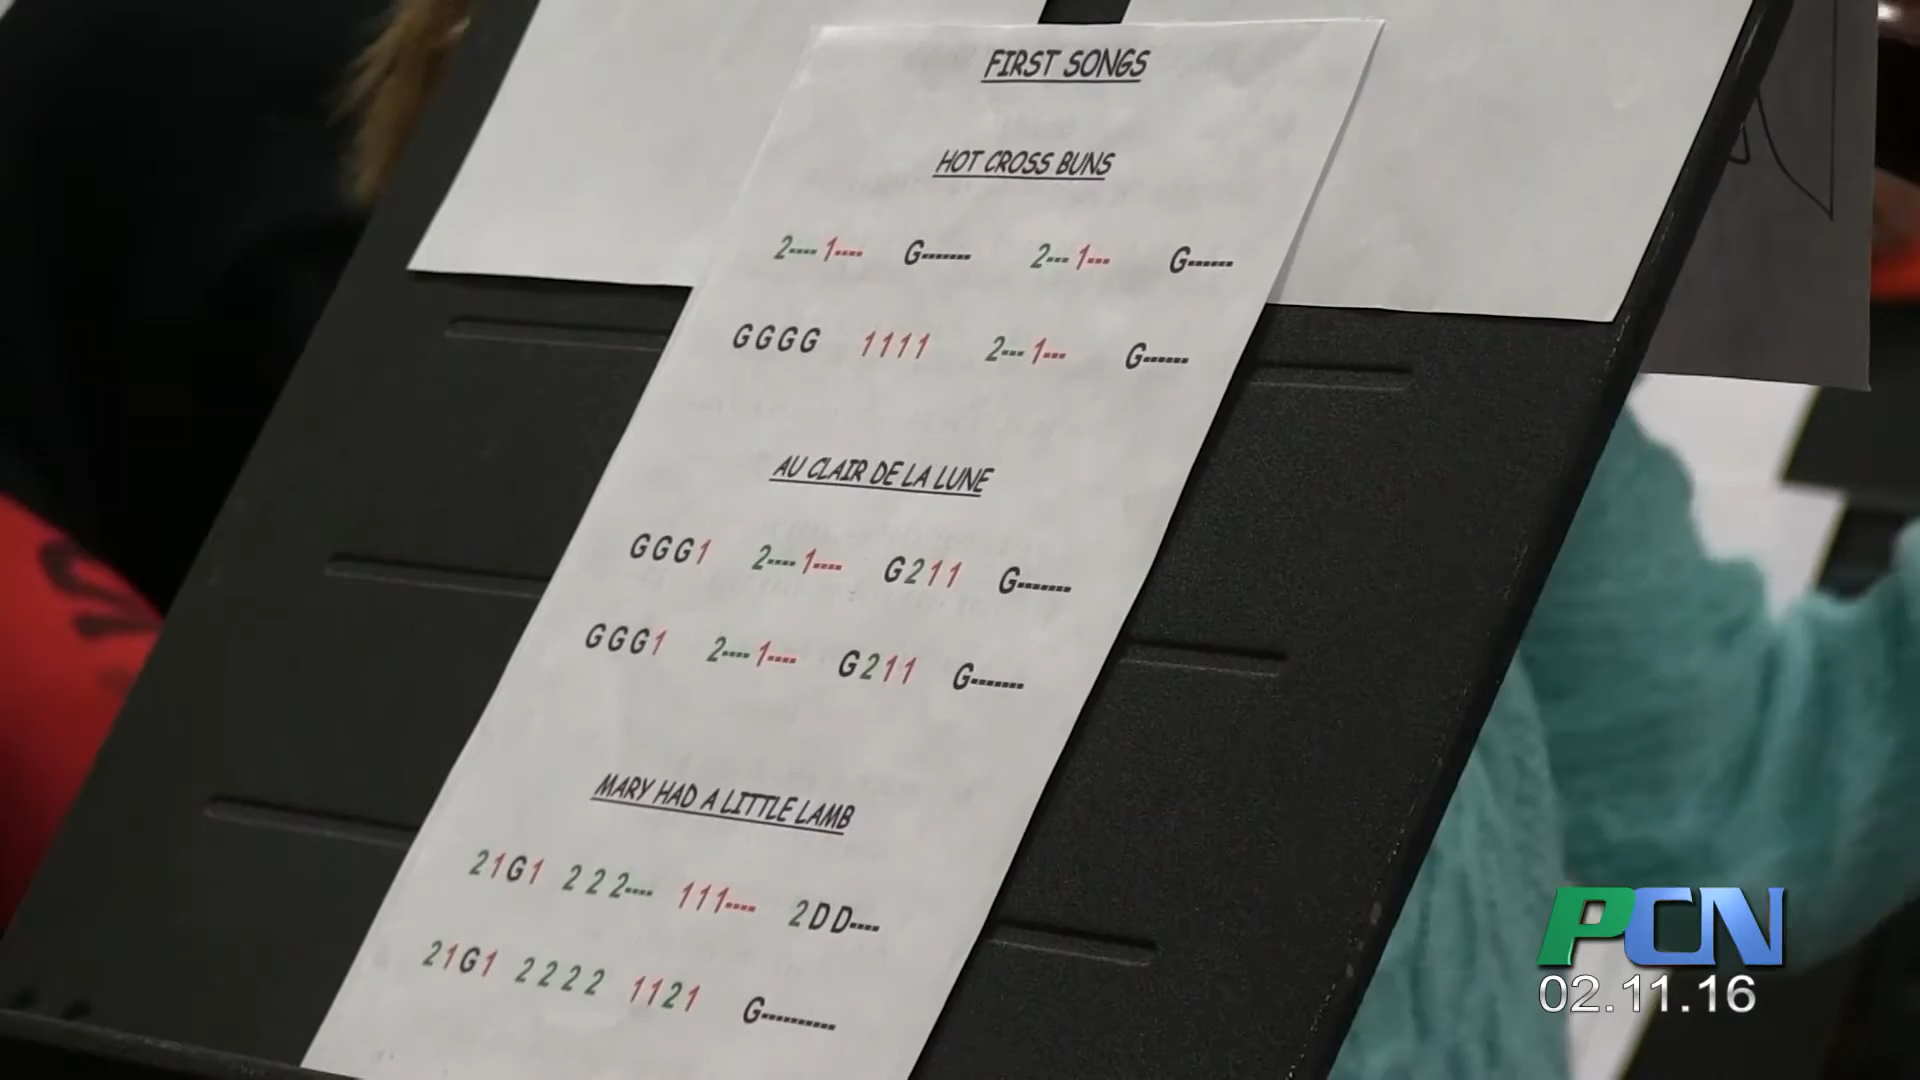 FIRST SONGS
HOT CROSS BUNS
2---- 1---- G------- 2--- 1--- G------
GGGG 1111 2--- 1--- G------
AU CLAIR DE LA LUNE
GGG1 2---- 1---- G211 G-------
GGG1 2---- 1---- G211 G-------
MARY HAD A LITTLE LAMB
21G1 222---- 111---- 2DD----
21G1 2222 1121 G----------
PCN
02.11.16